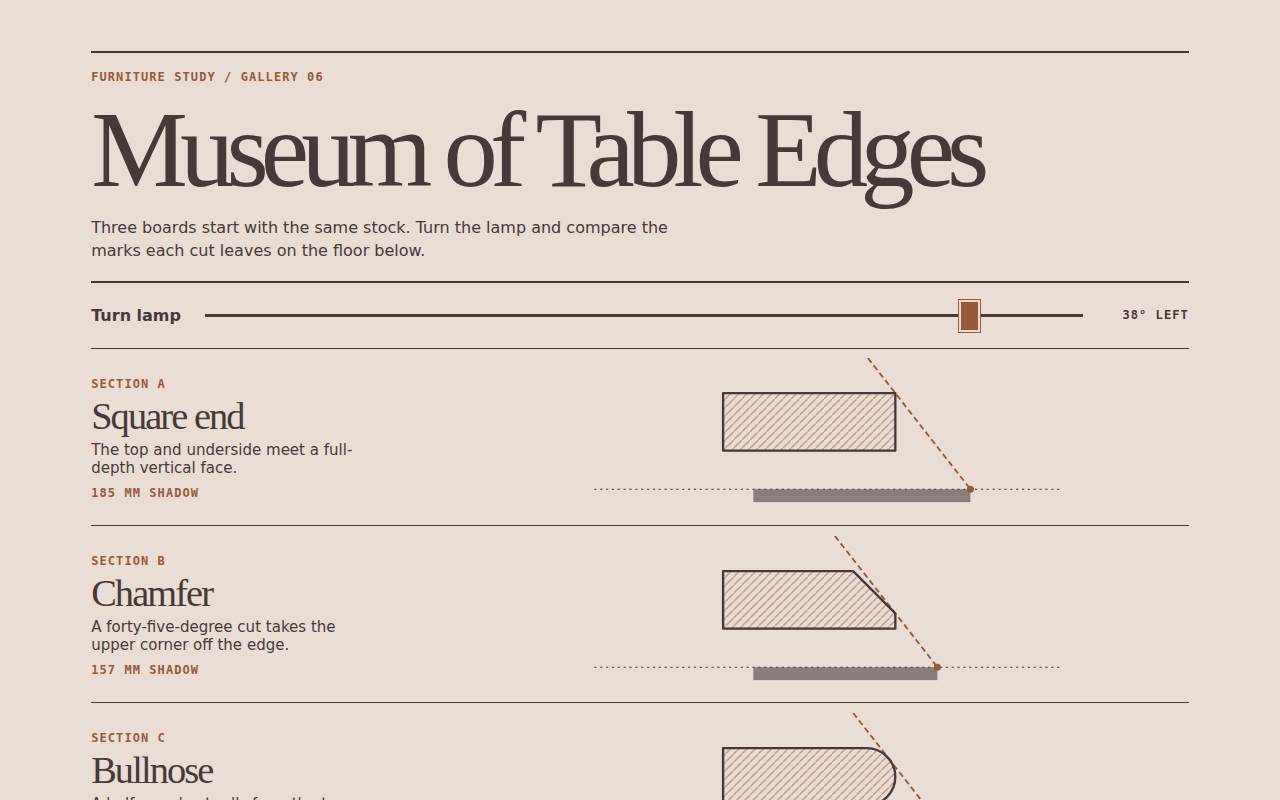 FURNITURE STUDY / GALLERY 06
Museum of Table Edges
Three boards start with the same stock. Turn the lamp and compare the
marks each cut leaves on the floor below.
Turn lamp
38° LEFT
SECTION A
Square end
The top and underside meet a full-
depth vertical face.
185 MM SHADOW
SECTION B
Chamfer
A forty-five-degree cut takes the
upper corner off the edge.
157 MM SHADOW
SECTION C
Bullnose